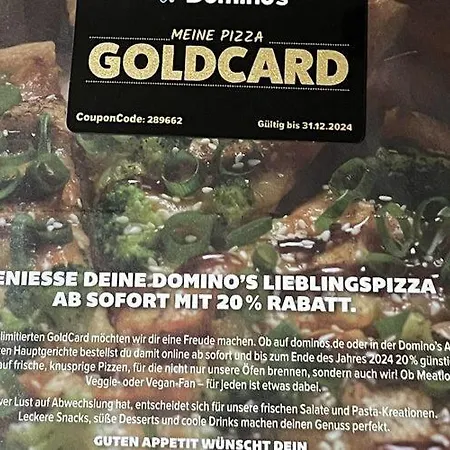 Domino's
MEINE PIZZA
GOLDCARD
CouponCode: 289662
Gültig bis 31.12.2024
ENIESSE DEINE DOMINO'S LIEBLINGSPIZZA
AB SOFORT MIT 20% RABATT.
limitierten GoldCard möchten wir dir eine Freude machen. Ob auf dominos.de oder in der Domino's A
en Hauptgerichte bestellst du damit online ab sofort und bis zum Ende des Jahres 2024 20% günstig
auf frische, knusprige Pizzen, für die nicht nur unsere Öfen brennen, sondern auch wir! Ob Meatlo
Veggie- oder Vegan-Fan – für jeden ist etwas dabei.
er Lust auf Abwechslung hat, entscheidet sich für unsere frischen Salate und Pasta-Kreationen.
Leckere Snacks, süße Desserts und coole Drinks machen deinen Genuss perfekt.
GUTEN APPETIT WÜNSCHT DEIN